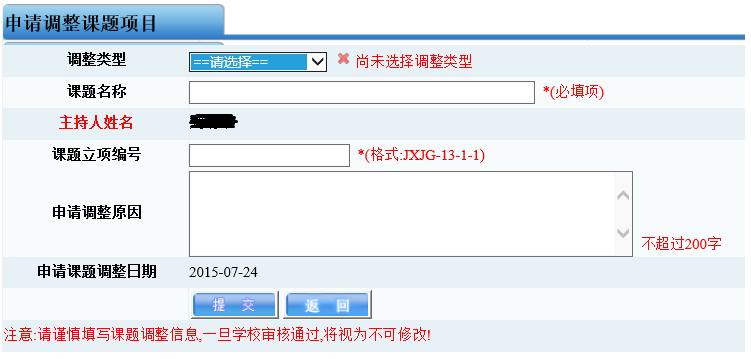 申请调整课题项目
调整类型 ==请选择== 尚未选择调整类型
课题名称 *(必填项)
主持人姓名
课题立项编号 *(格式:JXJG-13-1-1)
申请调整原因 不超过200字
申请课题调整日期 2015-07-24
提 交 返 回
注意:请谨慎填写课题调整信息,一旦学校审核通过,将视为不可修改!